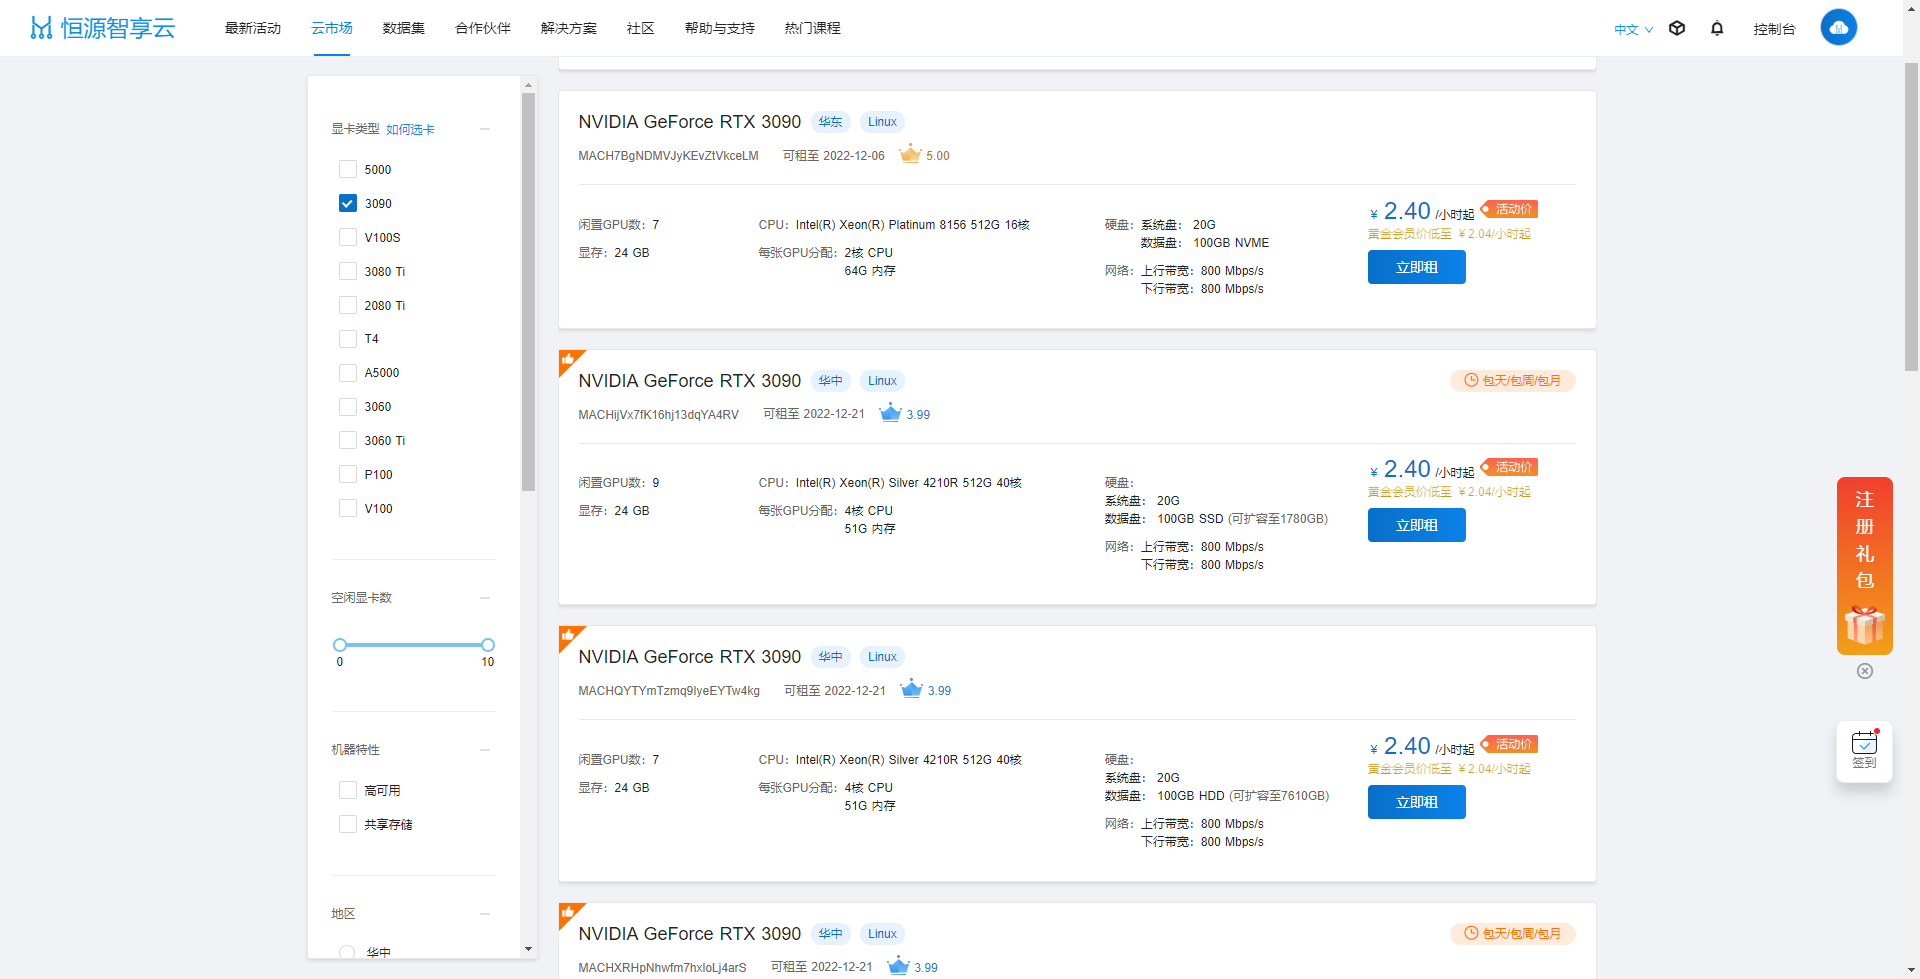 恒源智享云
最新活动 云市场 数据集 合作伙伴 解决方案 社区 帮助与支持 热门课程
中文 控制台
显卡类型 如何选卡
5000
3090
V100S
3080 Ti
2080 Ti
T4
A5000
3060
3060 Ti
P100
V100
空闲显卡数
0 10
机器特性
高可用
共享存储
地区
华中
NVIDIA GeForce RTX 3090 华东 Linux
MACH7BgNDMVJyKEvZtVkceLM 可租至 2022-12-06 5.00
闲置GPU数：7
显存：24 GB
CPU：Intel(R) Xeon(R) Platinum 8156 512G 16核
每张GPU分配：2核 CPU
64G 内存
硬盘：系统盘： 20G
数据盘： 100GB NVME
网络：上行带宽：800 Mbps/s
下行带宽：800 Mbps/s
¥ 2.40 /小时起 活动价
黄金会员价低至 ￥2.04/小时起
立即租
NVIDIA GeForce RTX 3090 华中 Linux
包天/包周/包月
MACHijVx7fK16hj13dqYA4RV 可租至 2022-12-21 3.99
闲置GPU数：9
显存：24 GB
CPU：Intel(R) Xeon(R) Silver 4210R 512G 40核
每张GPU分配：4核 CPU
51G 内存
硬盘：
系统盘： 20G
数据盘： 100GB SSD (可扩容至1780GB)
网络：上行带宽：800 Mbps/s
下行带宽：800 Mbps/s
¥ 2.40 /小时起 活动价
黄金会员价低至 ￥2.04/小时起
立即租
NVIDIA GeForce RTX 3090 华中 Linux
MACHQYTYmTzmq9IyeEYTw4kg 可租至 2022-12-21 3.99
闲置GPU数：7
显存：24 GB
CPU：Intel(R) Xeon(R) Silver 4210R 512G 40核
每张GPU分配：4核 CPU
51G 内存
硬盘：
系统盘： 20G
数据盘： 100GB HDD (可扩容至7610GB)
网络：上行带宽：800 Mbps/s
下行带宽：800 Mbps/s
¥ 2.40 /小时起 活动价
黄金会员价低至 ￥2.04/小时起
立即租
NVIDIA GeForce RTX 3090 华中 Linux
包天/包周/包月
MACHXRHpNhwfm7hxloLj4arS 可租至 2022-12-21 3.99
注
册
礼
包
签到